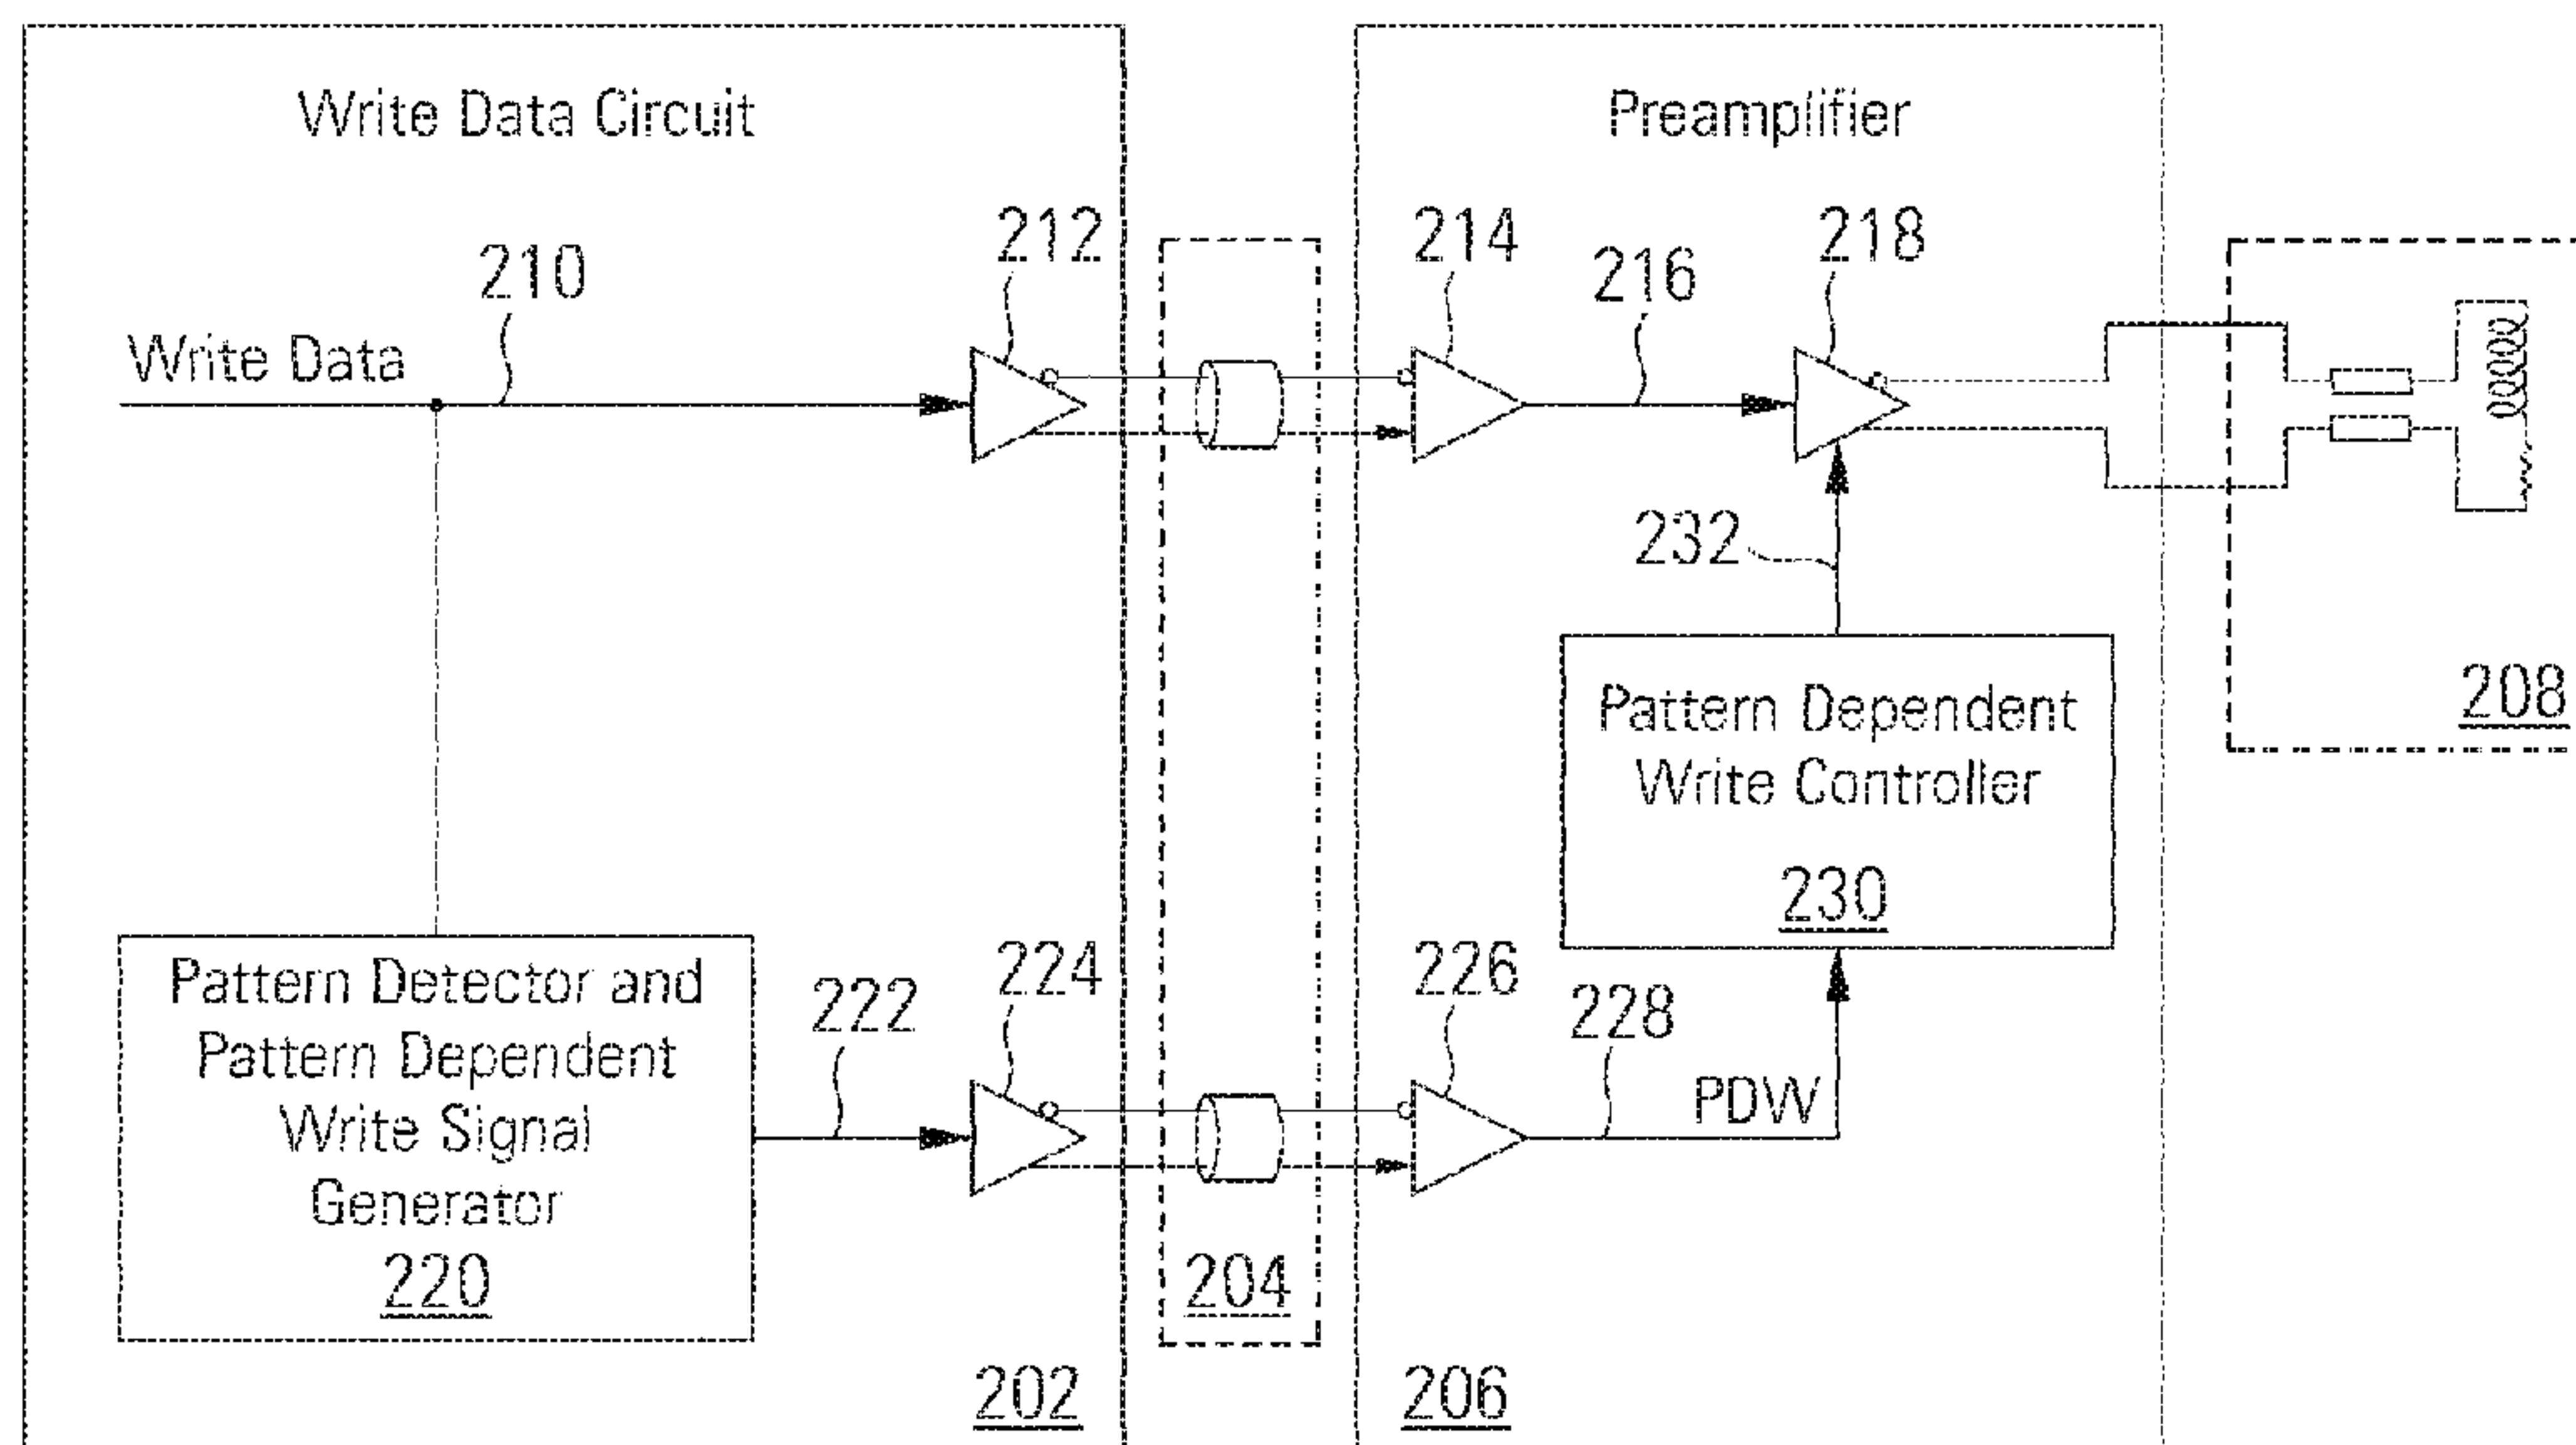 Write Data Circuit
Preamplifier
212
214
218
210
216
Write Data
232
208
Pattern Dependent
Write Controller
230
Pattern Detector and
Pattern Dependent
Write Signal
Generator
220
222
224
226
228
PDW
204
202
206